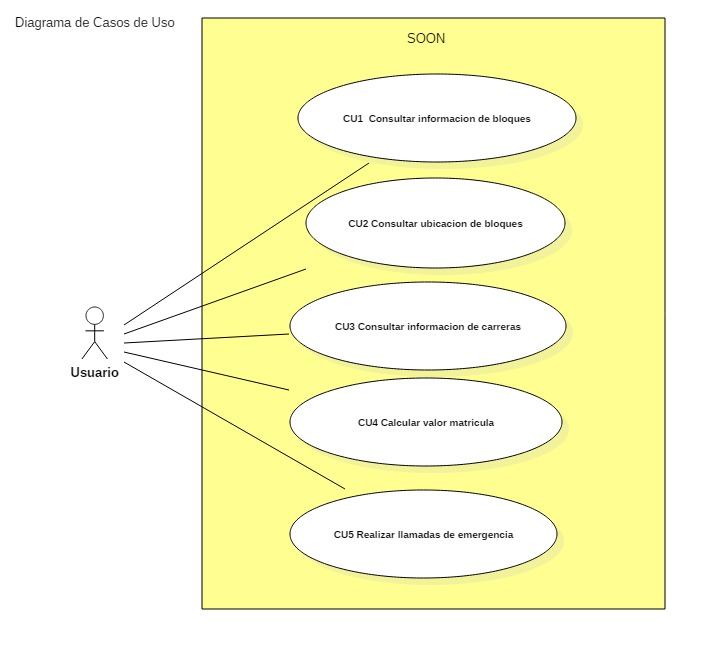 Diagrama de Casos de Uso
SOON
CU1  Consultar informacion de bloques
CU2 Consultar ubicacion de bloques
CU3 Consultar informacion de carreras
Usuario
CU4 Calcular valor matricula
CU5 Realizar llamadas de emergencia